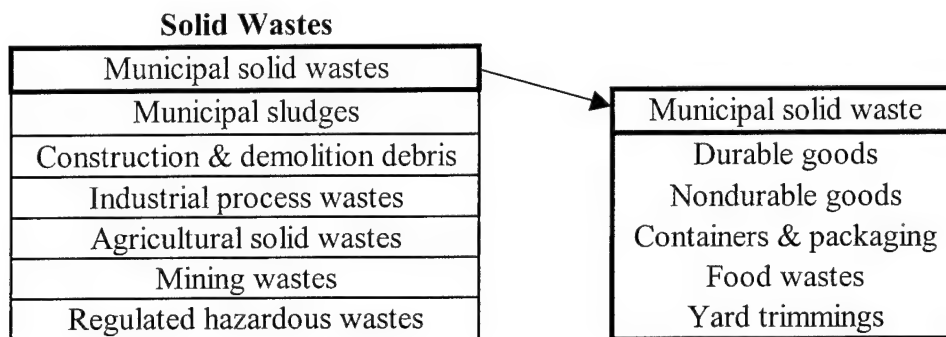 Solid Wastes
Municipal solid wastes
Municipal sludges
Construction & demolition debris
Industrial process wastes
Agricultural solid wastes
Mining wastes
Regulated hazardous wastes
Municipal solid waste
Durable goods
Nondurable goods
Containers & packaging
Food wastes
Yard trimmings